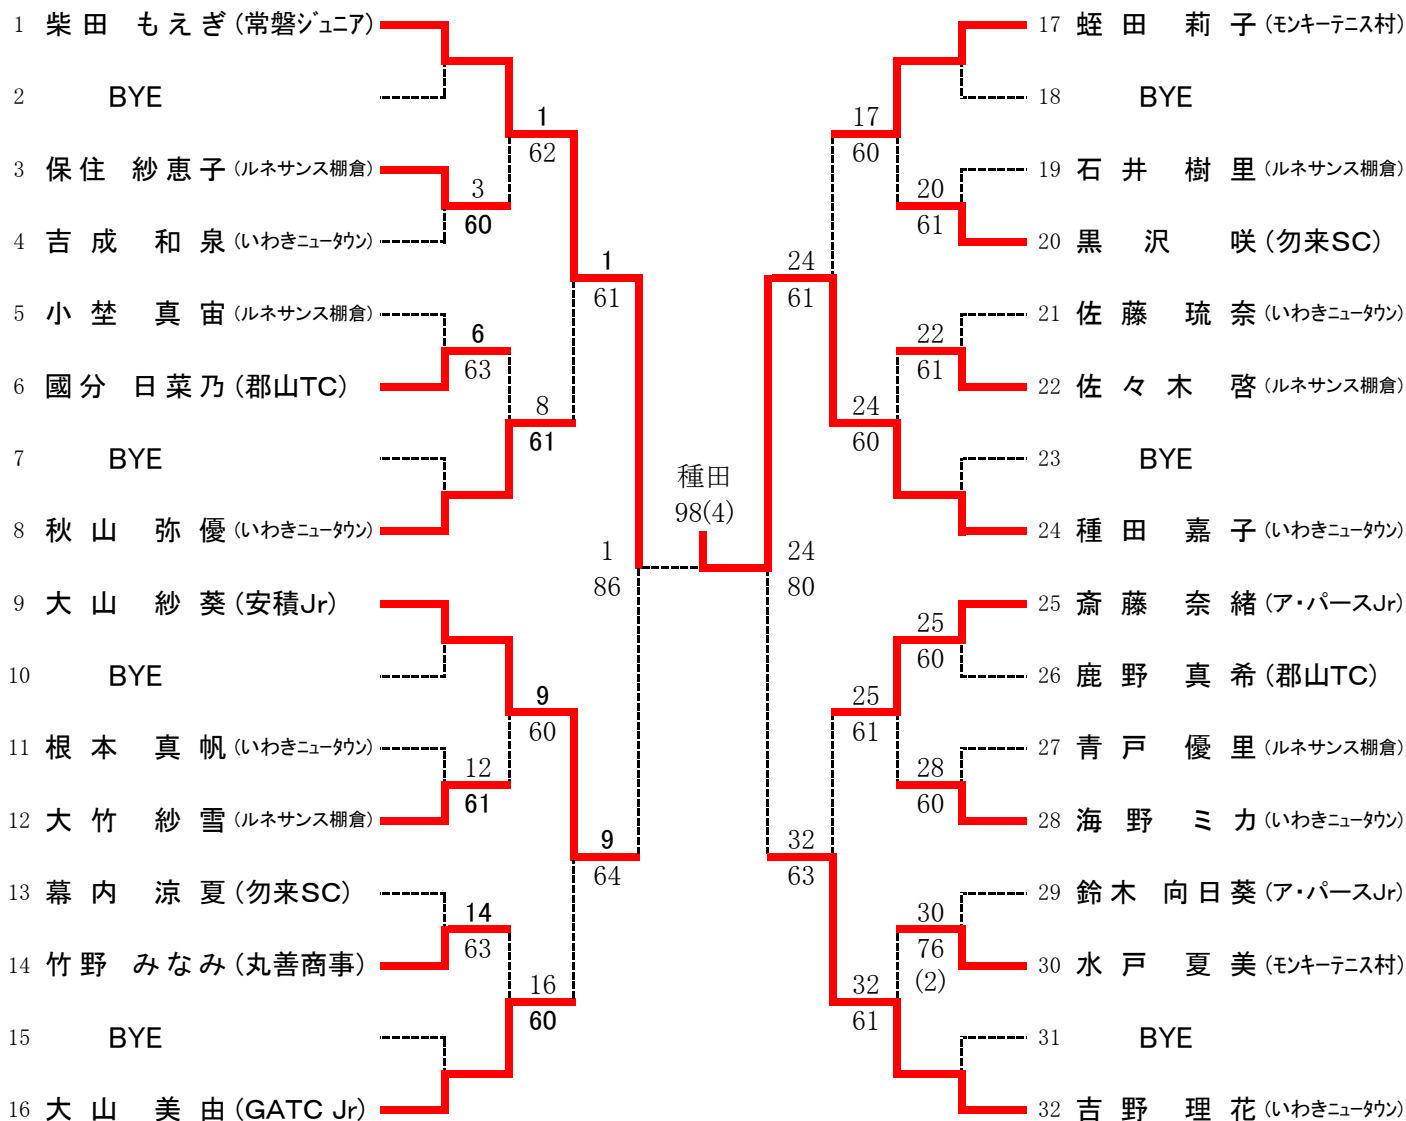 1 柴田 もえぎ (常磐ジュニア)
2 BYE
3 保住 紗恵子 (ルネサンス棚倉)
4 吉成 和泉 (いわきニュータウン)
5 小埜 真宙 (ルネサンス棚倉)
6 國分 日菜乃 (郡山TC)
7 BYE
8 秋山 弥優 (いわきニュータウン)
9 大山 紗葵 (安積Jr)
10 BYE
11 根本 真帆 (いわきニュータウン)
12 大竹 紗雪 (ルネサンス棚倉)
13 幕内 涼夏 (勿来SC)
14 竹野 みなみ (丸善商事)
15 BYE
16 大山 美由 (GATC Jr)
3
60
6
63
12
61
14
63
1
62
8
61
9
60
16
60
1
61
9
64
1
86
種田
98(4)
24
80
24
61
32
63
17
60
24
60
25
61
32
61
20
61
22
61
25
60
28
60
30
76
(2)
17 蛭田 莉子 (モンキーテニス村)
18 BYE
19 石井 樹里 (ルネサンス棚倉)
20 黒沢 咲 (勿来SC)
21 佐藤 琉奈 (いわきニュータウン)
22 佐々木 啓 (ルネサンス棚倉)
23 BYE
24 種田 嘉子 (いわきニュータウン)
25 斎藤 奈緒 (ア・パースJr)
26 鹿野 真希 (郡山TC)
27 青戸 優里 (ルネサンス棚倉)
28 海野 ミカ (いわきニュータウン)
29 鈴木 向日葵 (ア・パースJr)
30 水戸 夏美 (モンキーテニス村)
31 BYE
32 吉野 理花 (いわきニュータウン)